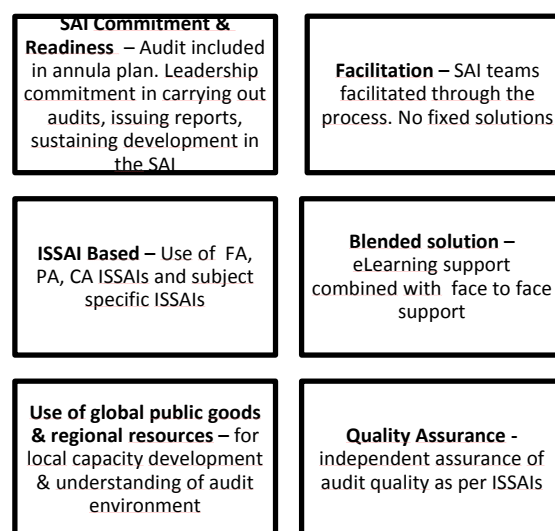 SAI Commitment &
Readiness – Audit included
in annula plan. Leadership
commitment in carrying out
audits, issuing reports,
sustaining development in
the SAI
Facilitation – SAI teams
facilitated through the
process. No fixed solutions
ISSAI Based – Use of FA,
PA, CA ISSAIs and subject
specific ISSAIs
Blended solution –
eLearning support
combined with face to face
support
Use of global public goods
& regional resources – for
local capacity development
& understanding of audit
environment
Quality Assurance -
independent assurance of
audit quality as per ISSAIs